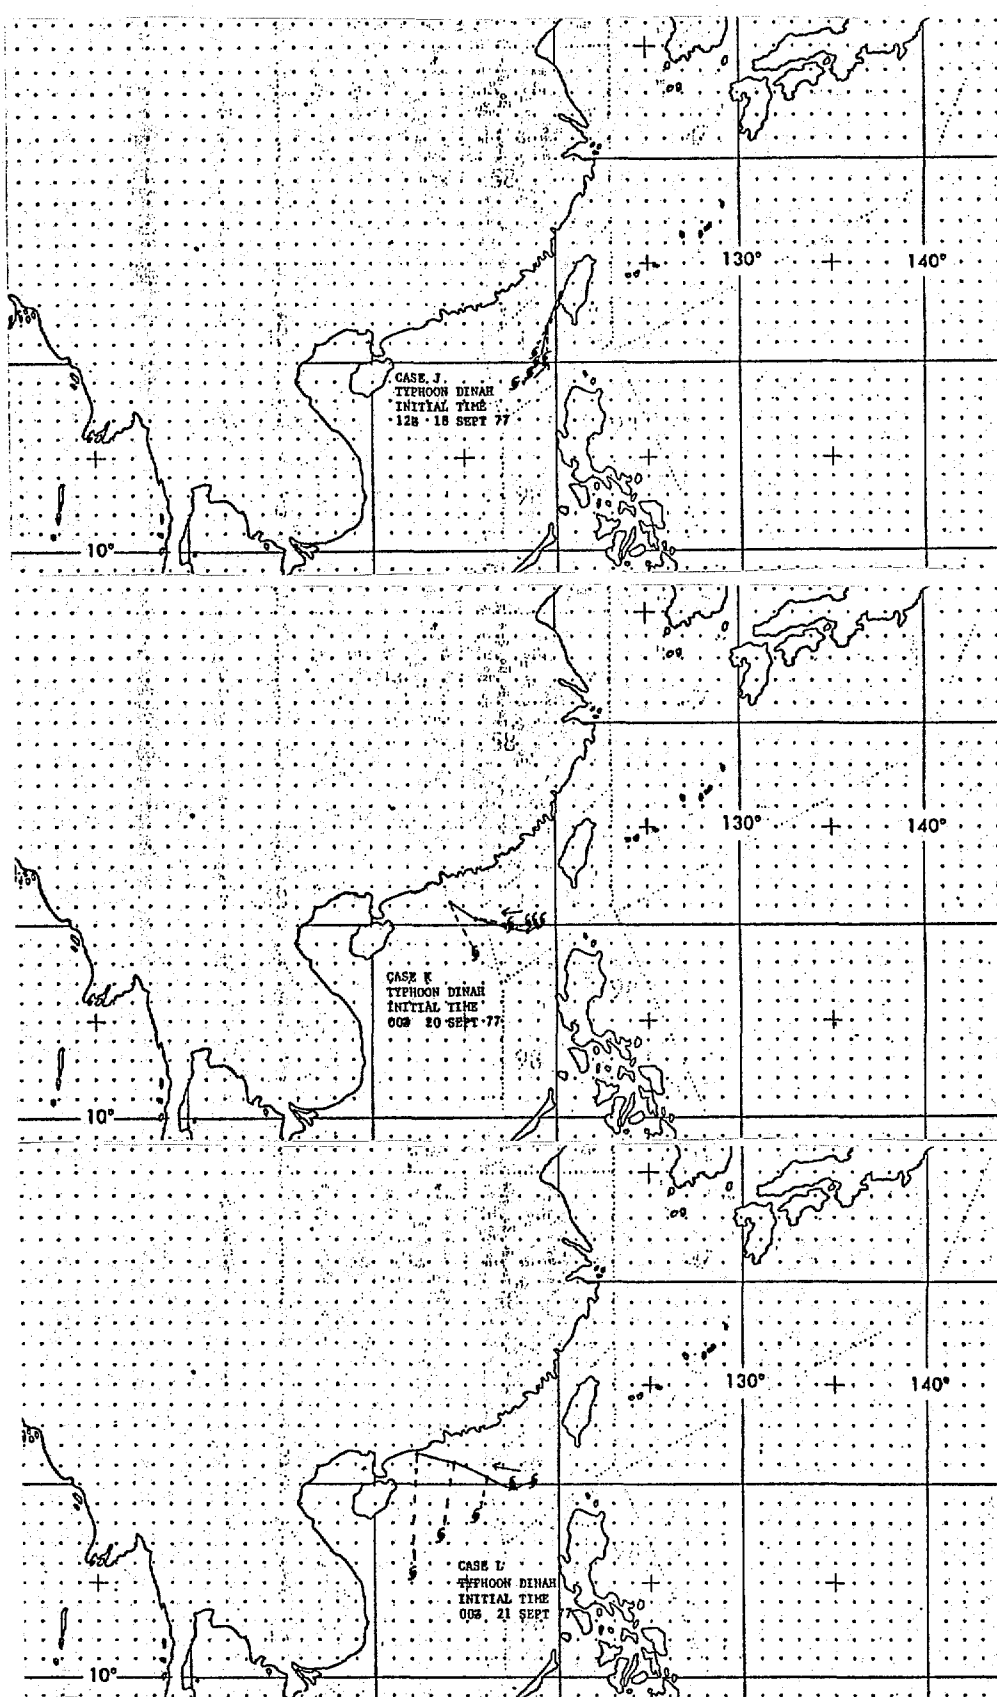 130°
140°
CASE J
TYPHOON DINAH
INITIAL TIME
12Z 18 SEPT 77
10°
130°
140°
CASE K
TYPHOON DINAH
INITIAL TIME
00Z 20 SEPT 77
10°
130°
140°
CASE L
TYPHOON DINAH
INITIAL TIME
00Z 21 SEPT 77
10°